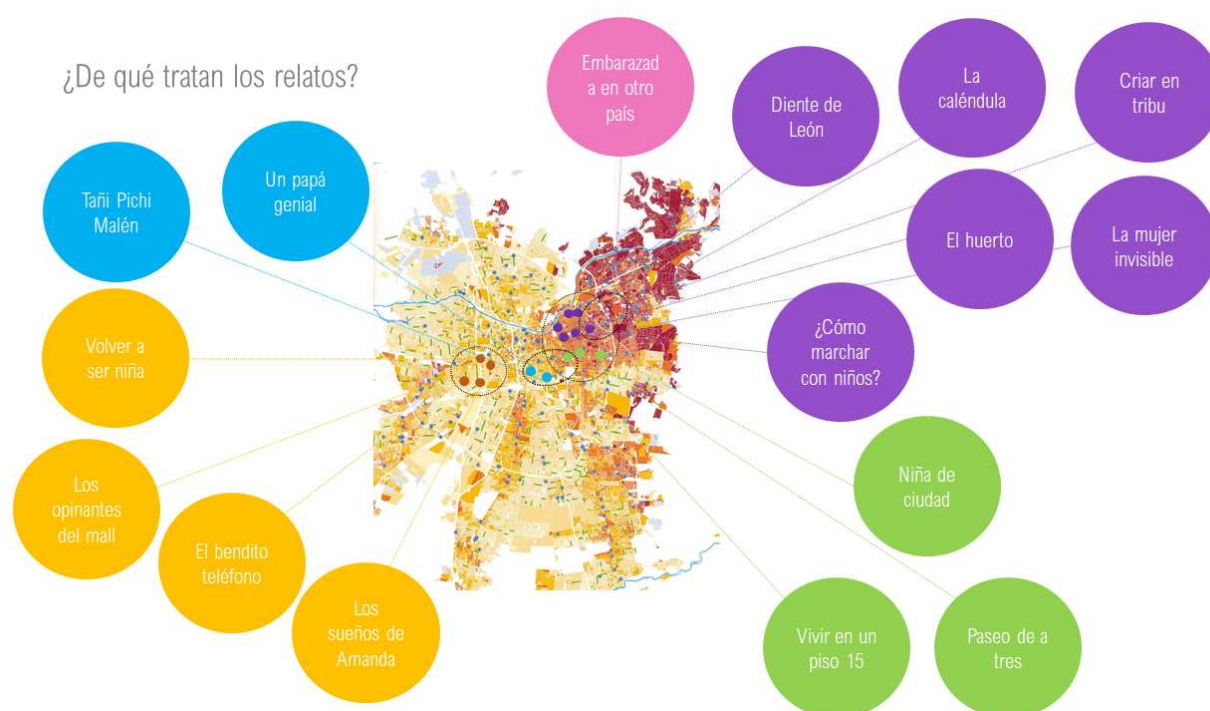 ¿De qué tratan los relatos?
Embarazad
a en otro
país
Diente de
León
La
caléndula
Criar en
tribu
Un papá
genial
Tañi Pichi
Malén
El huerto
La mujer
invisible
Volver a
ser niña
¿Cómo
marchar
con niños?
Los
opinantes
del mall
Niña de
ciudad
El bendito
teléfono
Los
sueños de
Amanda
Vivir en un
piso 15
Paseo de a
tres